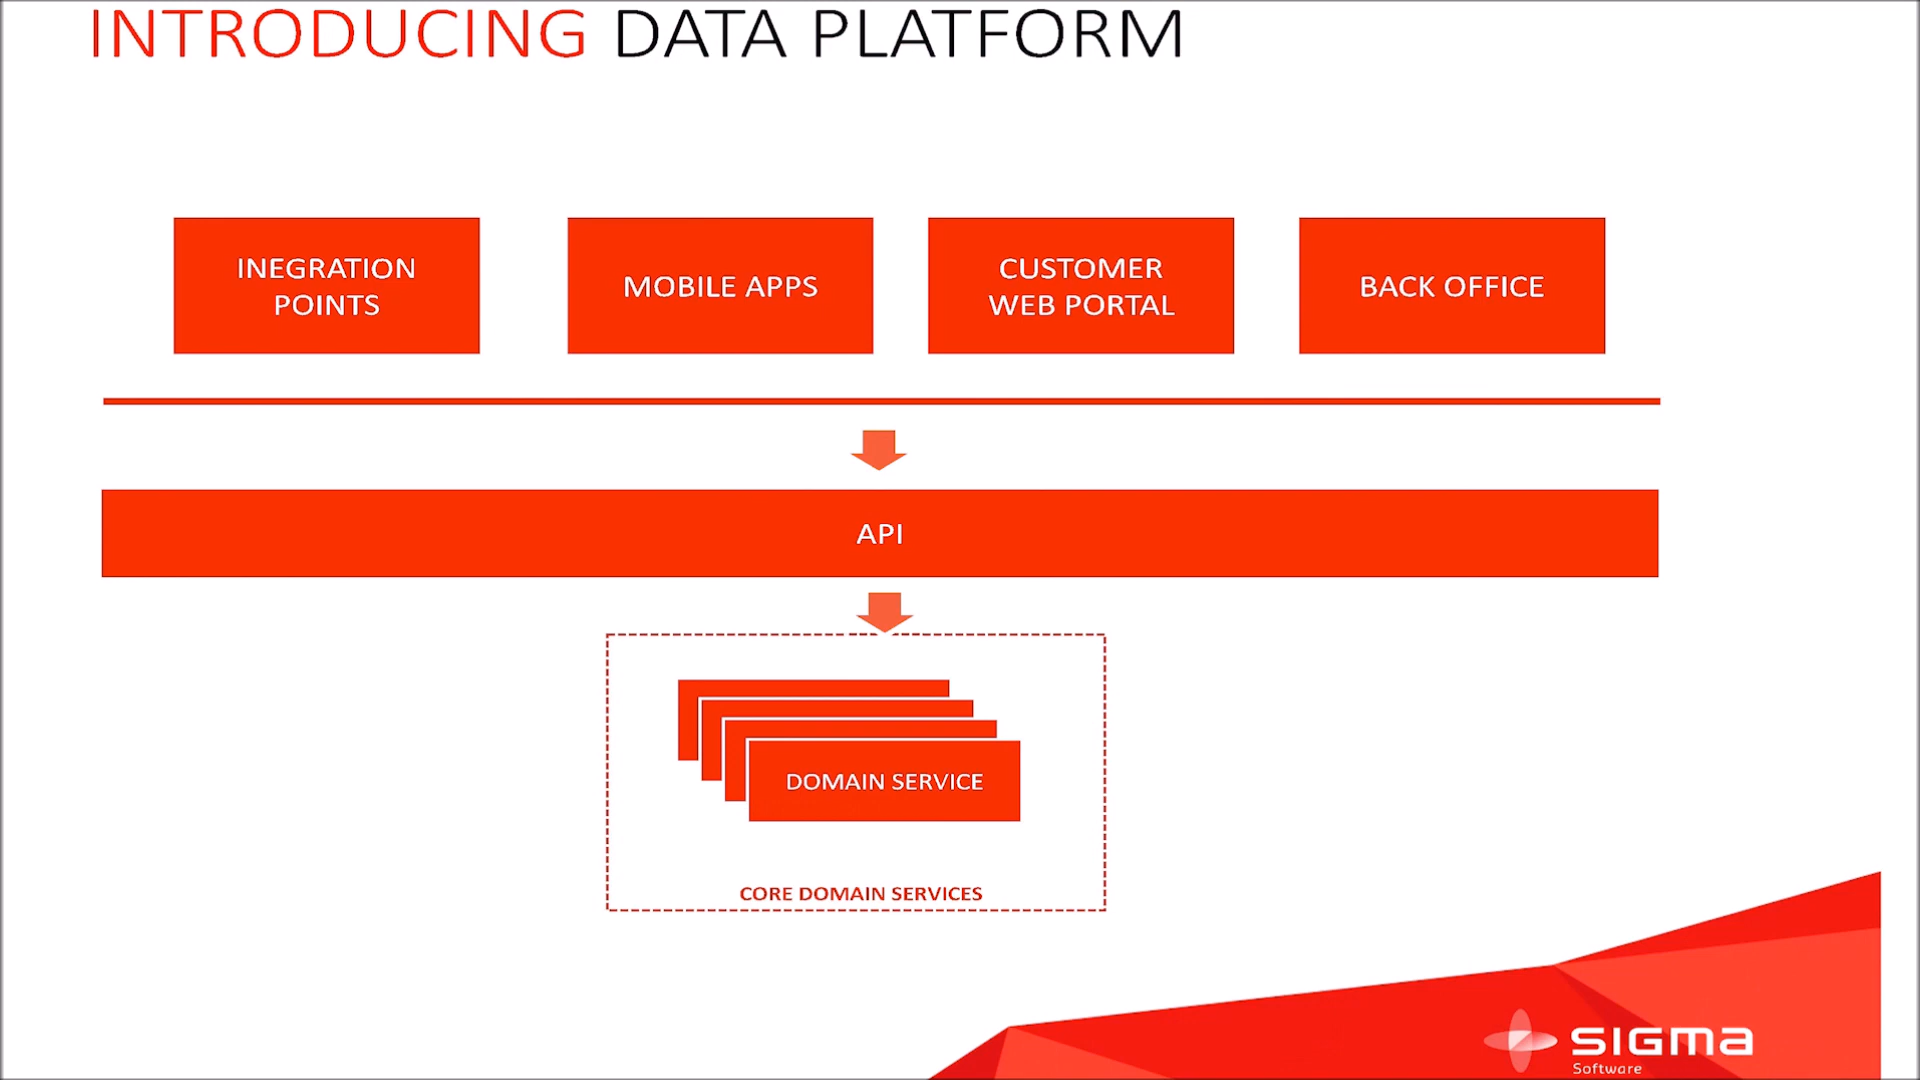 INTRODUCING DATA PLATFORM
INEGRATION
POINTS
MOBILE APPS
CUSTOMER
WEB PORTAL
BACK OFFICE
API
DOMAIN SERVICE
CORE DOMAIN SERVICES
SIGMA
Software